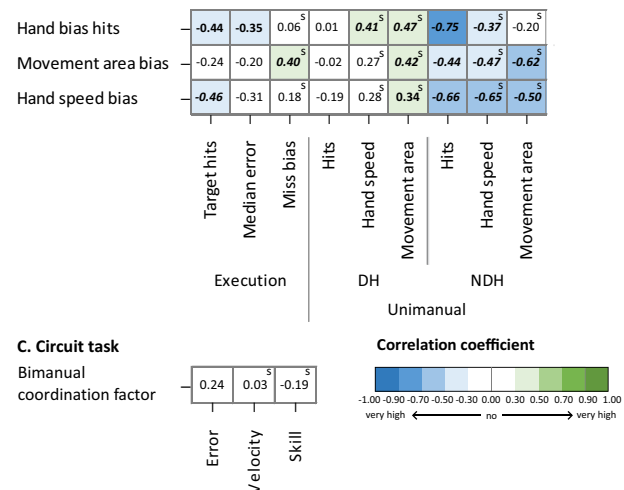 Hand bias hits -0.44 -0.35 0.06 S 0.01 0.41 S 0.47 S -0.75 -0.37 S -0.20 S
Movement area bias -0.24 -0.20 0.40 S -0.02 0.27 S 0.42 S -0.44 -0.47 S -0.62 S
Hand speed bias -0.46 -0.31 0.18 S -0.19 0.28 S 0.34 -0.66 -0.65 S -0.50 S
Target hits
Median error
Miss bias
Hits
Hand speed
Movement area
Hits
Hand speed
Movement area
Execution DH NDH
Unimanual
C. Circuit task
Bimanual
coordination factor
0.24 0.03 S -0.19 S
Error
Velocity
Skill
Correlation coefficient
-1.00 -0.90 -0.70 -0.50 -0.30 0.00 0.30 0.50 0.70 0.90 1.00
very high no very high